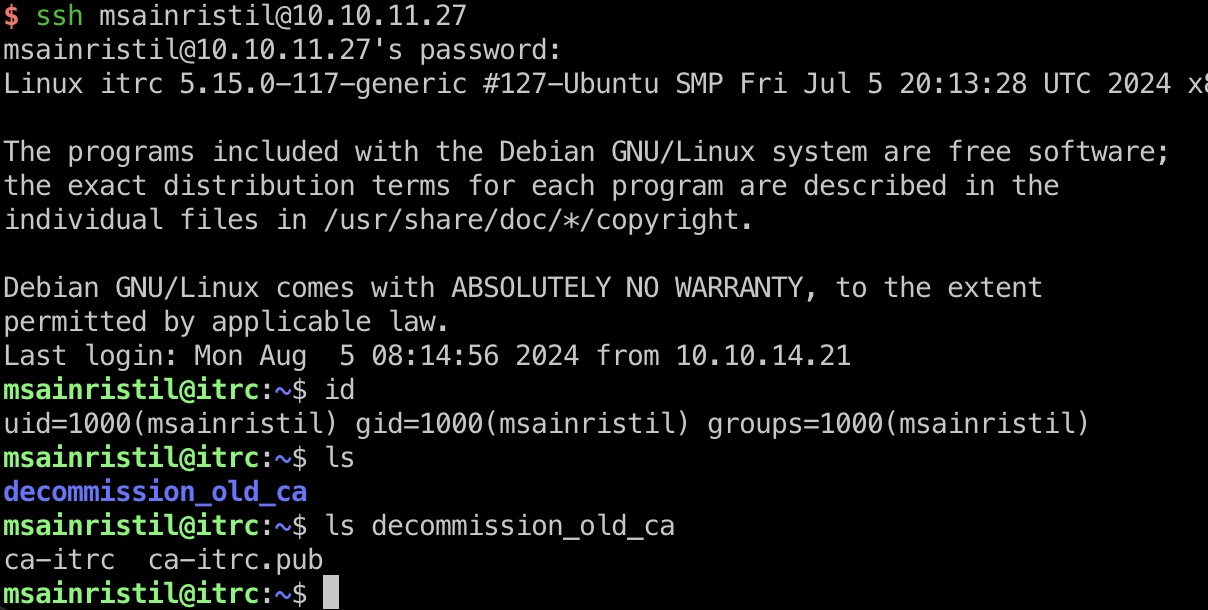 $ ssh msainristil@10.10.11.27
msainristil@10.10.11.27's password:
Linux itrc 5.15.0-117-generic #127-Ubuntu SMP Fri Jul 5 20:13:28 UTC 2024 x8

The programs included with the Debian GNU/Linux system are free software;
the exact distribution terms for each program are described in the
individual files in /usr/share/doc/*/copyright.

Debian GNU/Linux comes with ABSOLUTELY NO WARRANTY, to the extent
permitted by applicable law.
Last login: Mon Aug  5 08:14:56 2024 from 10.10.14.21
msainristil@itrc:~$ id
uid=1000(msainristil) gid=1000(msainristil) groups=1000(msainristil)
msainristil@itrc:~$ ls
decommission_old_ca
msainristil@itrc:~$ ls decommission_old_ca
ca-itrc  ca-itrc.pub
msainristil@itrc:~$